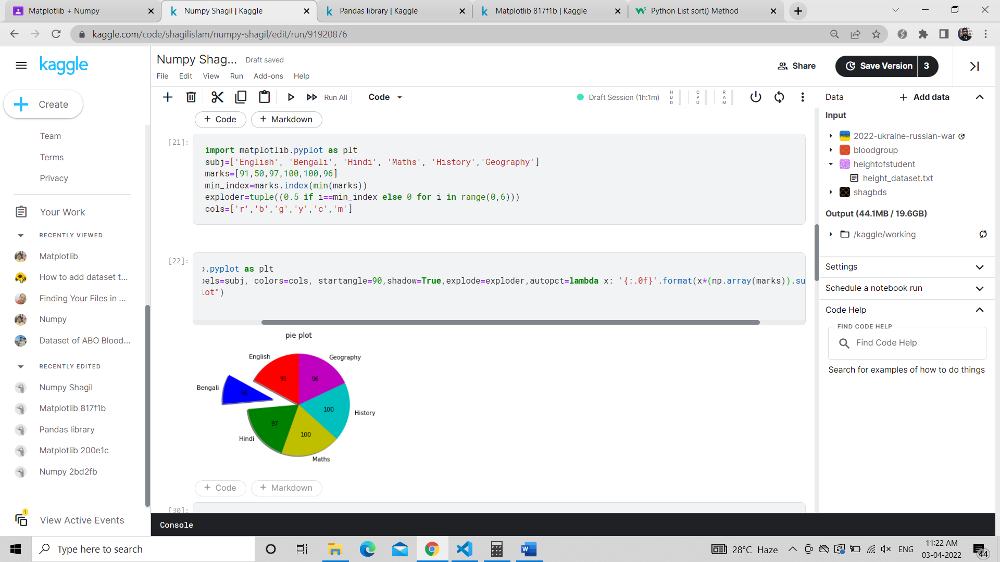 Matplotlib + Numpy
Numpy Shagil | Kaggle
Pandas library | Kaggle
Matplotlib 817f1b | Kaggle
Python List sort() Method
kaggle.com/code/shagilislam/numpy-shagil/edit/run/91920876
kaggle
Create
Team
Terms
Privacy
Your Work
RECENTLY VIEWED
Matplotlib
How to add dataset t...
Finding Your Files in ...
Numpy
Dataset of ABO Blood...
RECENTLY EDITED
Numpy Shagil
Matplotlib 817f1b
Pandas library
Matplotlib 200e1c
Numpy 2bd2fb
1
View Active Events
Numpy Shag... Draft saved
File Edit View Run Add-ons Help
Share
Save Version 3
Run All Code
Draft Session (1h:1m) HDD CPU RAM
+ Code + Markdown
[21]:
import matplotlib.pyplot as plt
subj=['English', 'Bengali', 'Hindi', 'Maths', 'History','Geography']
marks=[91,50,97,100,100,96]
min_index=marks.index(min(marks))
exploder=tuple((0.5 if i==min_index else 0 for i in range(0,6)))
cols=['r','b','g','y','c','m']
[22]:
.pyplot as plt
els=subj, colors=cols, startangle=90,shadow=True,explode=exploder,autopct=lambda x: '{:.0f}'.format(x*(np.array(marks)).su
lot")
pie plot
English
Geography
91
96
Bengali
50
100
History
97
100
Hindi
Maths
+ Code + Markdown
[30]:
Console
Data + Add data
Input
2022-ukraine-russian-war
bloodgroup
heightofstudent
height_dataset.txt
shagbds
Output (44.1MB / 19.6GB)
/kaggle/working
Settings
Schedule a notebook run
Code Help
FIND CODE HELP
Find Code Help
Search for examples of how to do things
Type here to search
28°C Haze
ENG
11:22 AM
03-04-2022
44